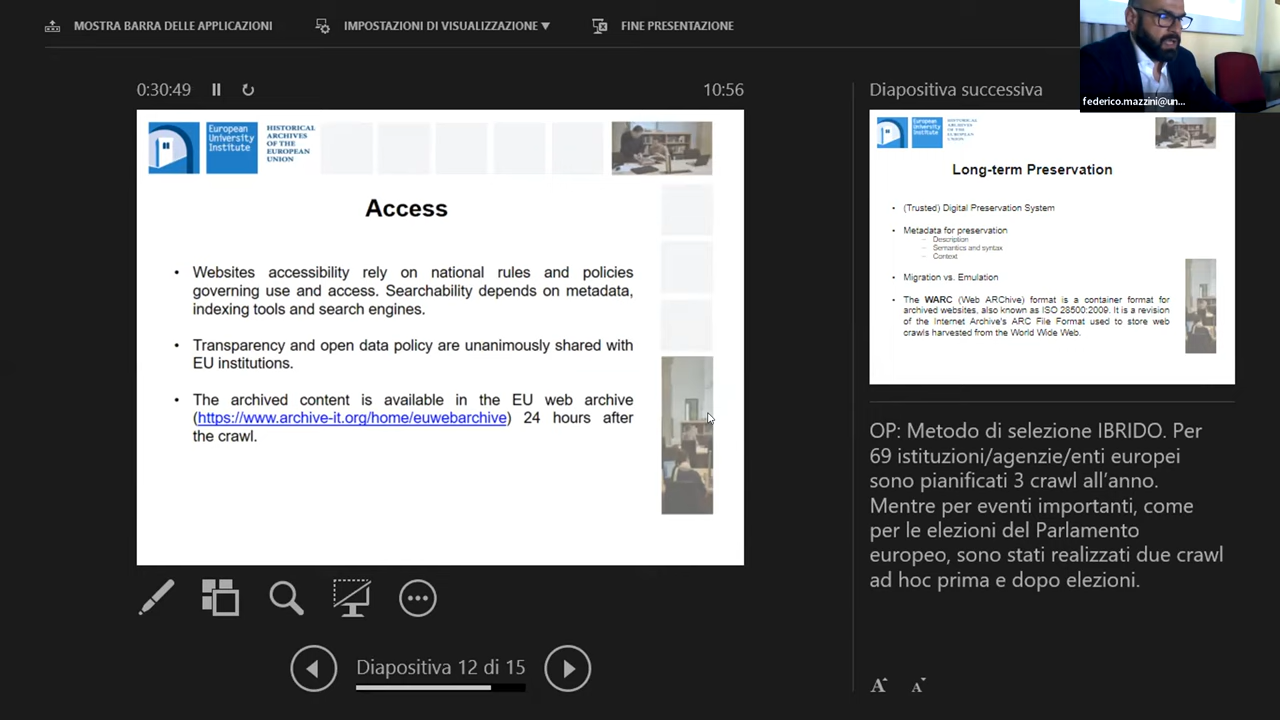 MOSTRA BARRA DELLE APPLICAZIONI
IMPOSTAZIONI DI VISUALIZZAZIONE ▼
FINE PRESENTAZIONE
federico.mazzini@un...
0:30:49
10:56
European
University
Institute
HISTORICAL
ARCHIVES
OF THE
EUROPEAN
UNION
Access
• Websites accessibility rely on national rules and policies
governing use and access. Searchability depends on metadata,
indexing tools and search engines.
• Transparency and open data policy are unanimously shared with
EU institutions.
• The archived content is available in the EU web archive
(https://www.archive-it.org/home/euwebarchive) 24 hours after
the crawl.
Diapositiva 12 di 15
Diapositiva successiva
European
University
Institute
HISTORICAL
ARCHIVES
OF THE
EUROPEAN
UNION
Long-term Preservation
• (Trusted) Digital Preservation System
• Metadata for preservation
– Description
– Semantics and syntax
– Context
• Migration vs. Emulation
• The WARC (Web ARChive) format is a container format for
archived websites, also known as ISO 28500:2009. It is a revision
of the Internet Archive's ARC File Format used to store web
crawls harvested from the World Wide Web.
OP: Metodo di selezione IBRIDO. Per
69 istituzioni/agenzie/enti europei
sono pianificati 3 crawl all’anno.
Mentre per eventi importanti, come
per le elezioni del Parlamento
europeo, sono stati realizzati due crawl
ad hoc prima e dopo elezioni.
A A